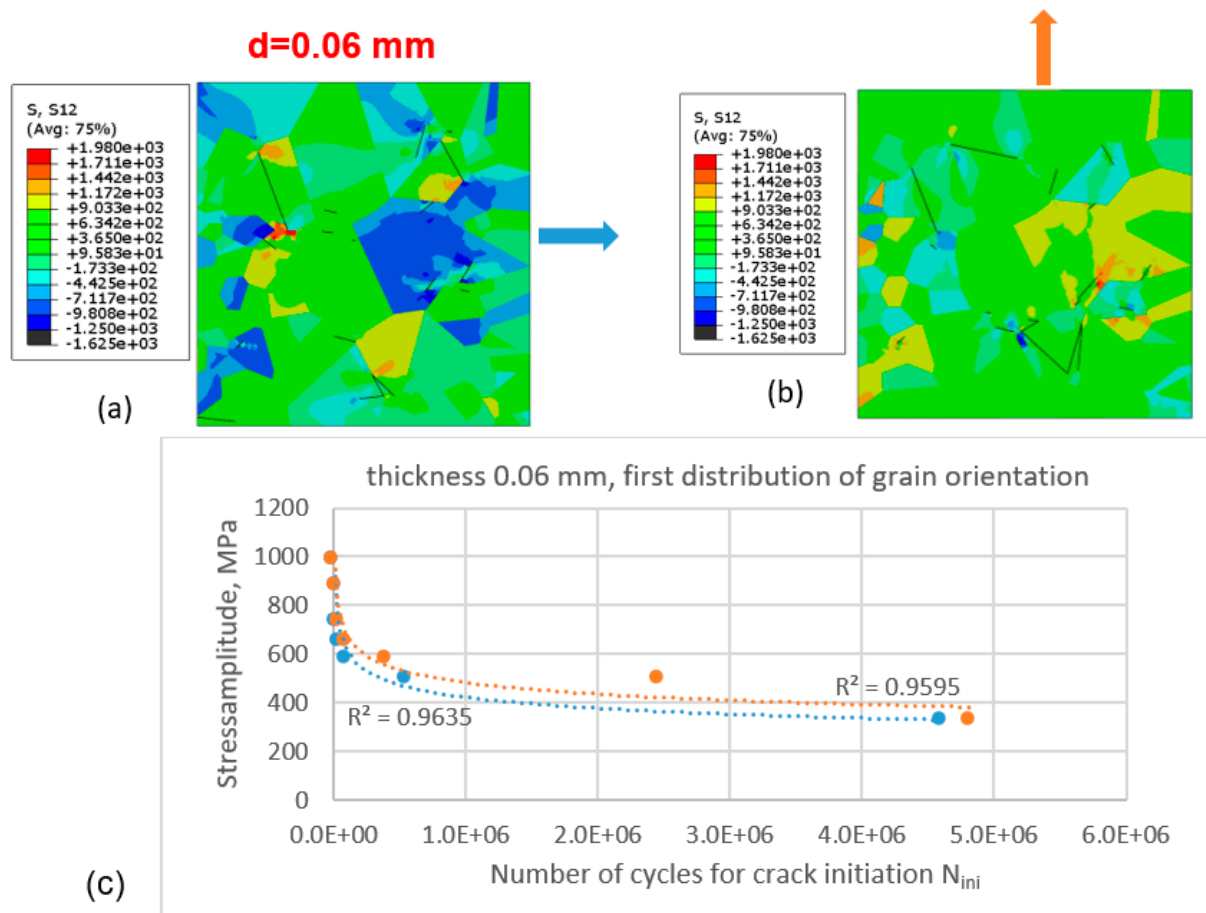 d=0.06 mm
S, S12
(Avg: 75%)
+1.980e+03
+1.711e+03
+1.442e+03
+1.172e+03
+9.033e+02
+6.342e+02
+3.650e+02
+9.583e+01
-1.733e+02
-4.425e+02
-7.117e+02
-9.808e+02
-1.250e+03
-1.625e+03
(a)
S, S12
(Avg: 75%)
+1.980e+03
+1.711e+03
+1.442e+03
+1.172e+03
+9.033e+02
+6.342e+02
+3.650e+02
+9.583e+01
-1.733e+02
-4.425e+02
-7.117e+02
-9.808e+02
-1.250e+03
-1.625e+03
(b)
thickness 0.06 mm, first distribution of grain orientation
Stressamplitude, MPa
1200
1000
800
600
400
200
0
R² = 0.9635
R² = 0.9595
0.0E+00
1.0E+06
2.0E+06
3.0E+06
4.0E+06
5.0E+06
6.0E+06
Number of cycles for crack initiation Nini
(c)